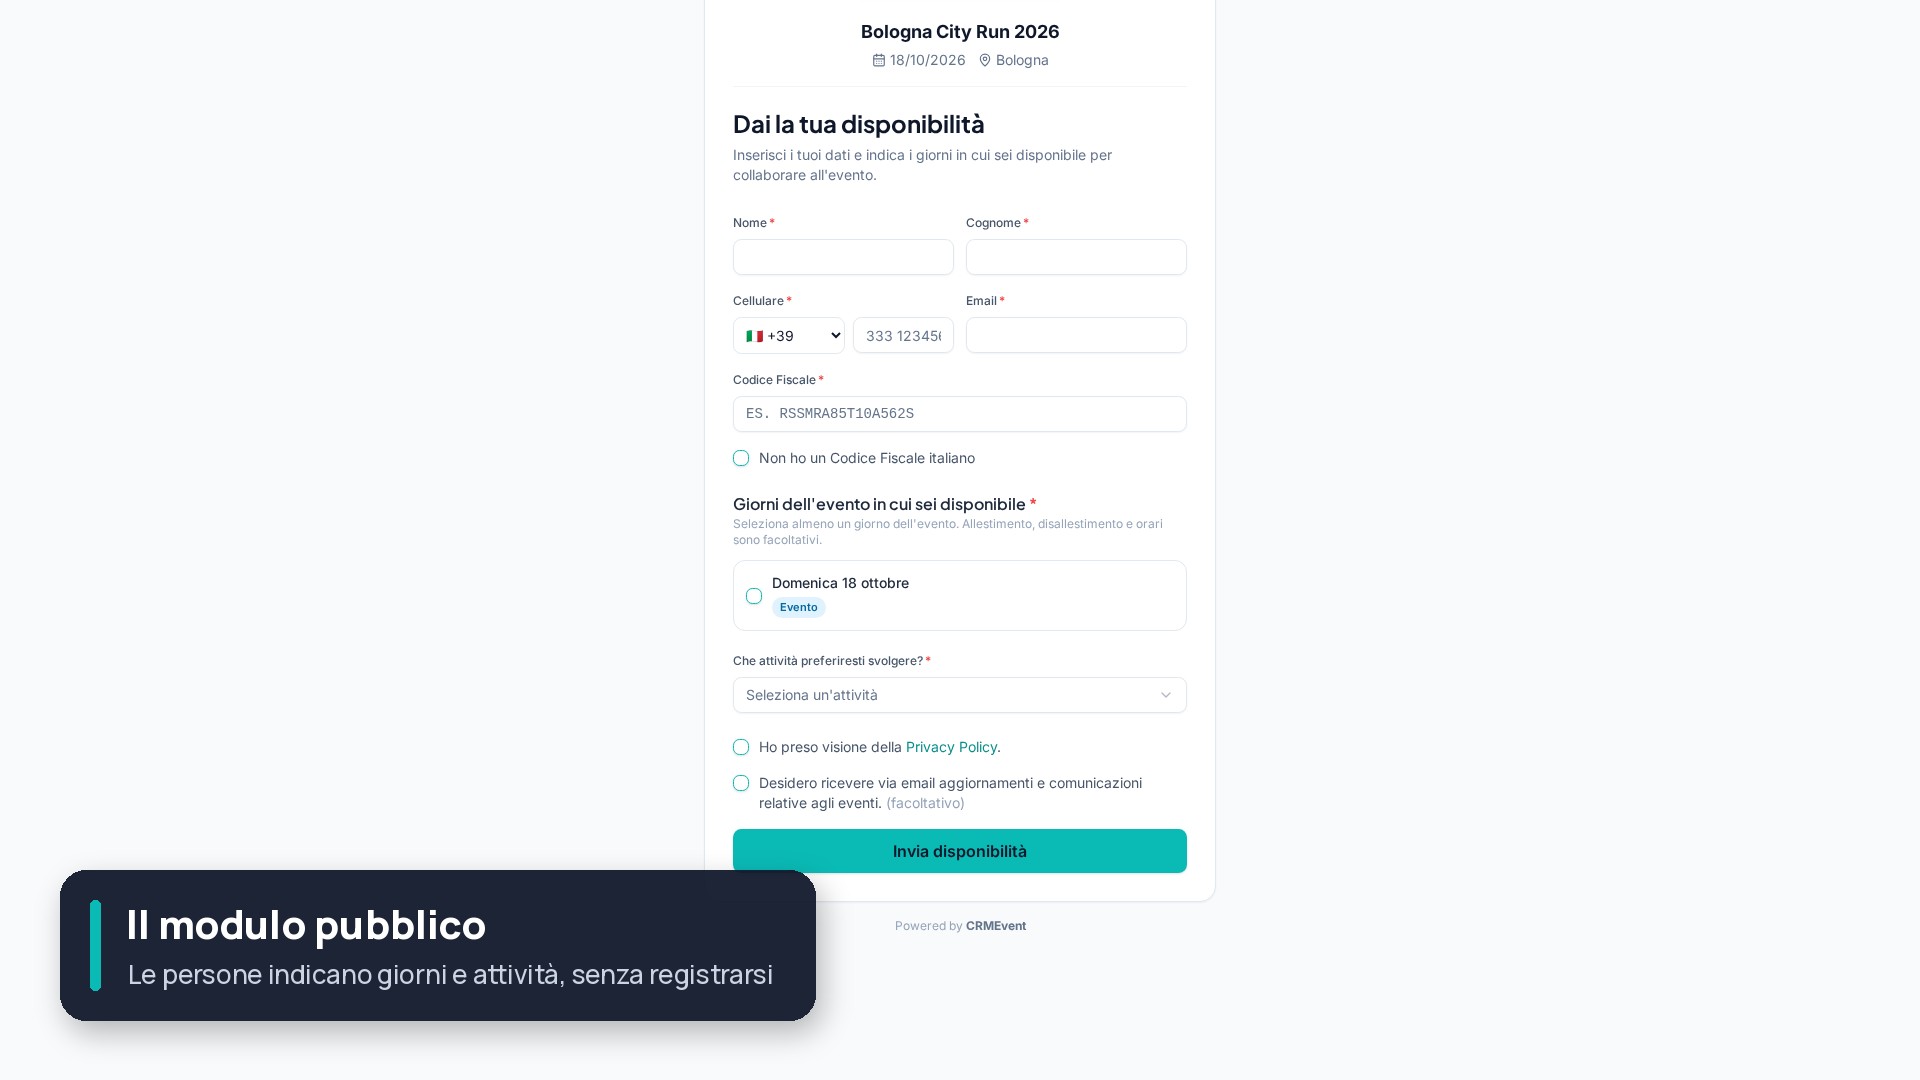 Bologna City Run 2026
18/10/2026 Bologna
Dai la tua disponibilità
Inserisci i tuoi dati e indica i giorni in cui sei disponibile per
collaborare all'evento.
Nome * Cognome *
Cellulare * Email *
+39 333 123456
Codice Fiscale *
ES. RSSMRA85T10A562S
Non ho un Codice Fiscale italiano
Giorni dell'evento in cui sei disponibile *
Seleziona almeno un giorno dell'evento. Allestimento, disallestimento e orari
sono facoltativi.
Domenica 18 ottobre
Evento
Che attività preferiresti svolgere? *
Seleziona un'attività
Ho preso visione della Privacy Policy.
Desidero ricevere via email aggiornamenti e comunicazioni
relative agli eventi. (facoltativo)
Invia disponibilità
Powered by CRMEvent
Il modulo pubblico
Le persone indicano giorni e attività, senza registrarsi